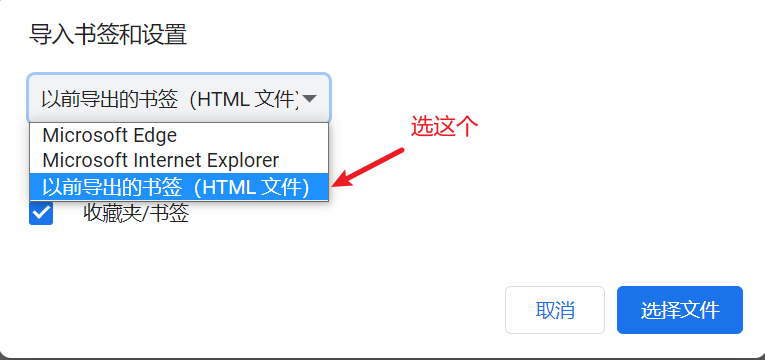 导入书签和设置
以前导出的书签（HTML 文件）
选这个
Microsoft Edge
Microsoft Internet Explorer
以前导出的书签（HTML 文件）
收藏夹/书签
取消
选择文件